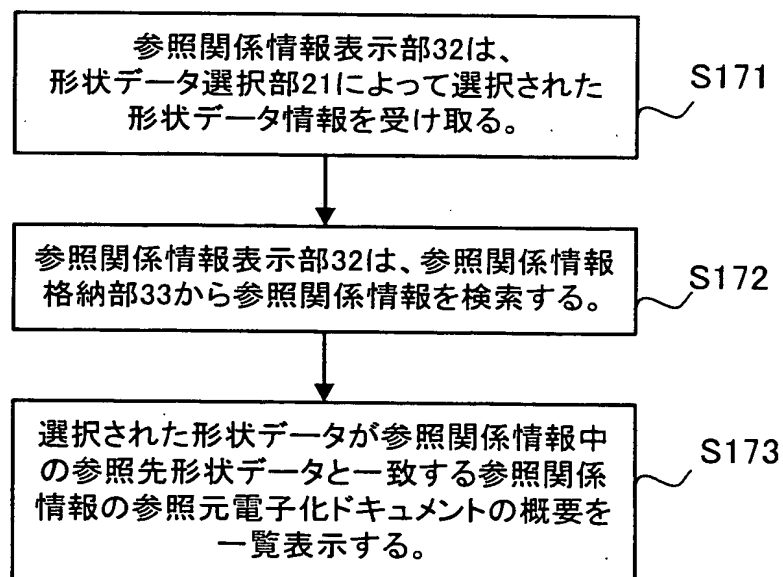 参照関係情報表示部32は、
形状データ選択部21によって選択された
形状データ情報を受け取る。
S171
参照関係情報表示部32は、参照関係情報
格納部33から参照関係情報を検索する。
S172
選択された形状データが参照関係情報中
の参照先形状データと一致する参照関係
情報の参照元電子化ドキュメントの概要を
一覧表示する。
S173